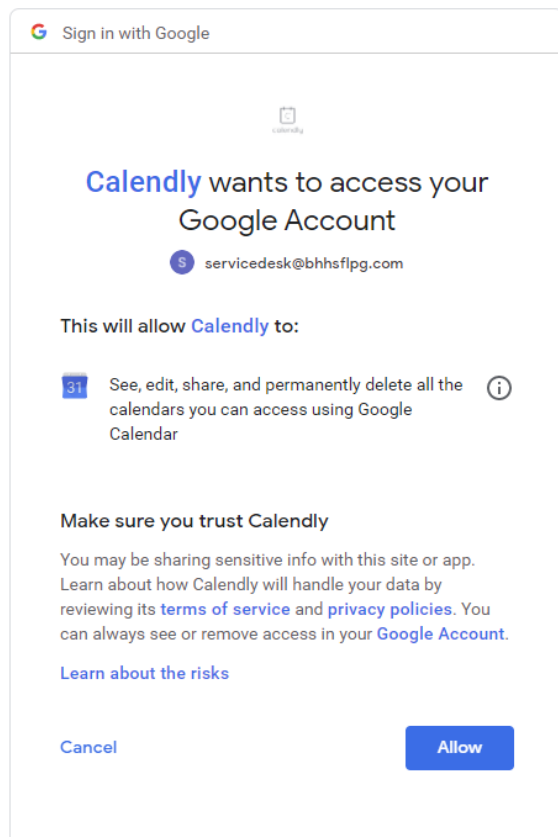 Sign in with Google
calendly
Calendly wants to access your
Google Account
S servicedesk@bhhsflpg.com
This will allow Calendly to:
31
See, edit, share, and permanently delete all the
calendars you can access using Google
Calendar
Make sure you trust Calendly
You may be sharing sensitive info with this site or app.
Learn about how Calendly will handle your data by
reviewing its terms of service and privacy policies. You
can always see or remove access in your Google Account.
Learn about the risks
Cancel
Allow